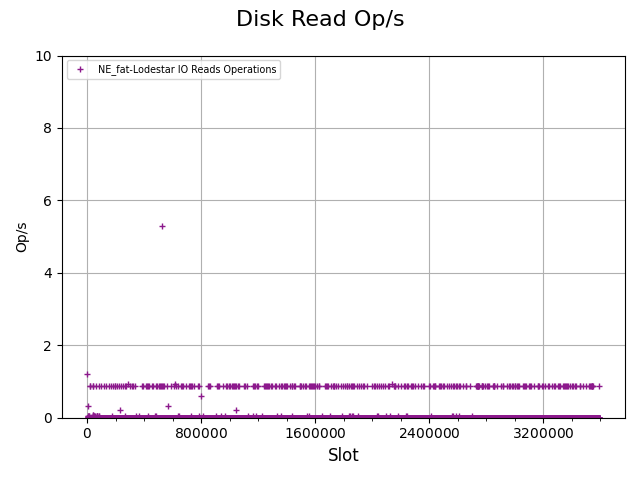 Disk Read Op/s
NE_fat-Lodestar IO Reads Operations
10
8
6
4
2
0
Op/s
0 800000 1600000 2400000 3200000
Slot